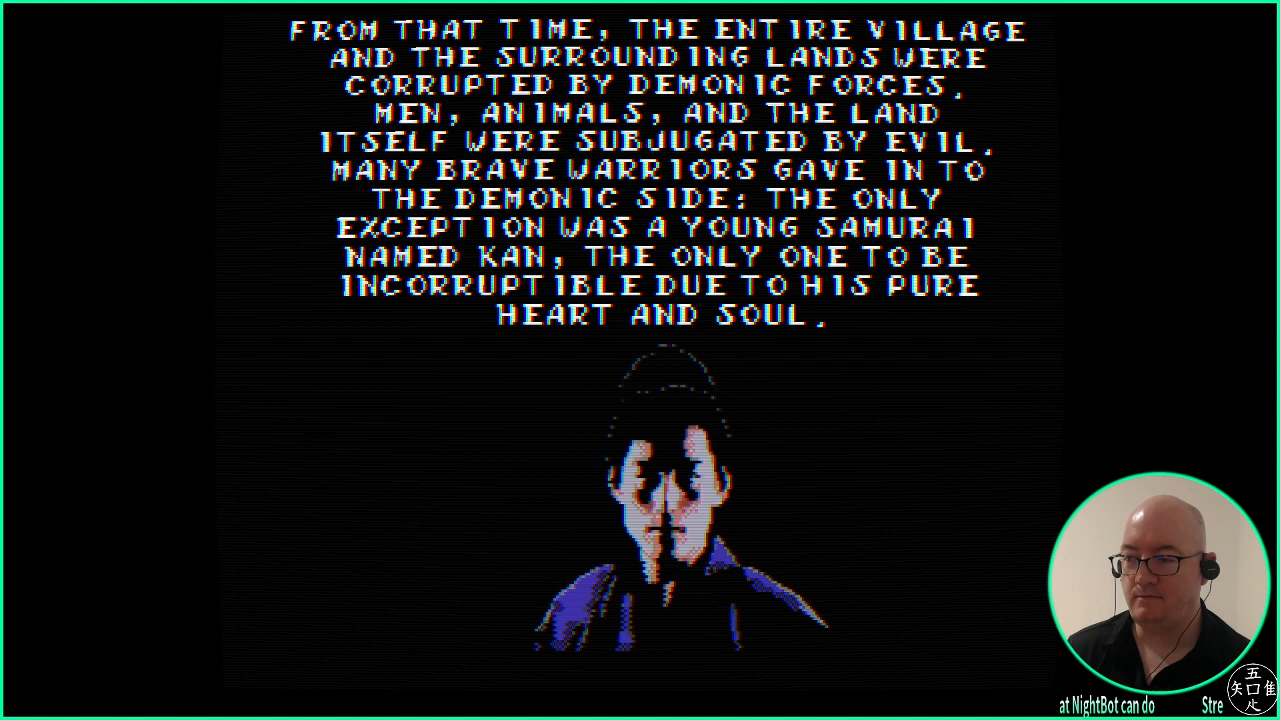 FROM THAT TIME, THE ENTIRE VILLAGE
AND THE SURROUNDING LANDS WERE
CORRUPTED BY DEMONIC FORCES.
MEN, ANIMALS, AND THE LAND
ITSELF WERE SUBJUGATED BY EVIL.
MANY BRAVE WARRIORS GAVE IN TO
THE DEMONIC SIDE; THE ONLY
EXCEPTION WAS A YOUNG SAMURAI
NAMED KAN, THE ONLY ONE TO BE
INCORRUPTIBLE DUE TO HIS PURE
HEART AND SOUL.
at NightBot can do Stre
五
矢口隹
止